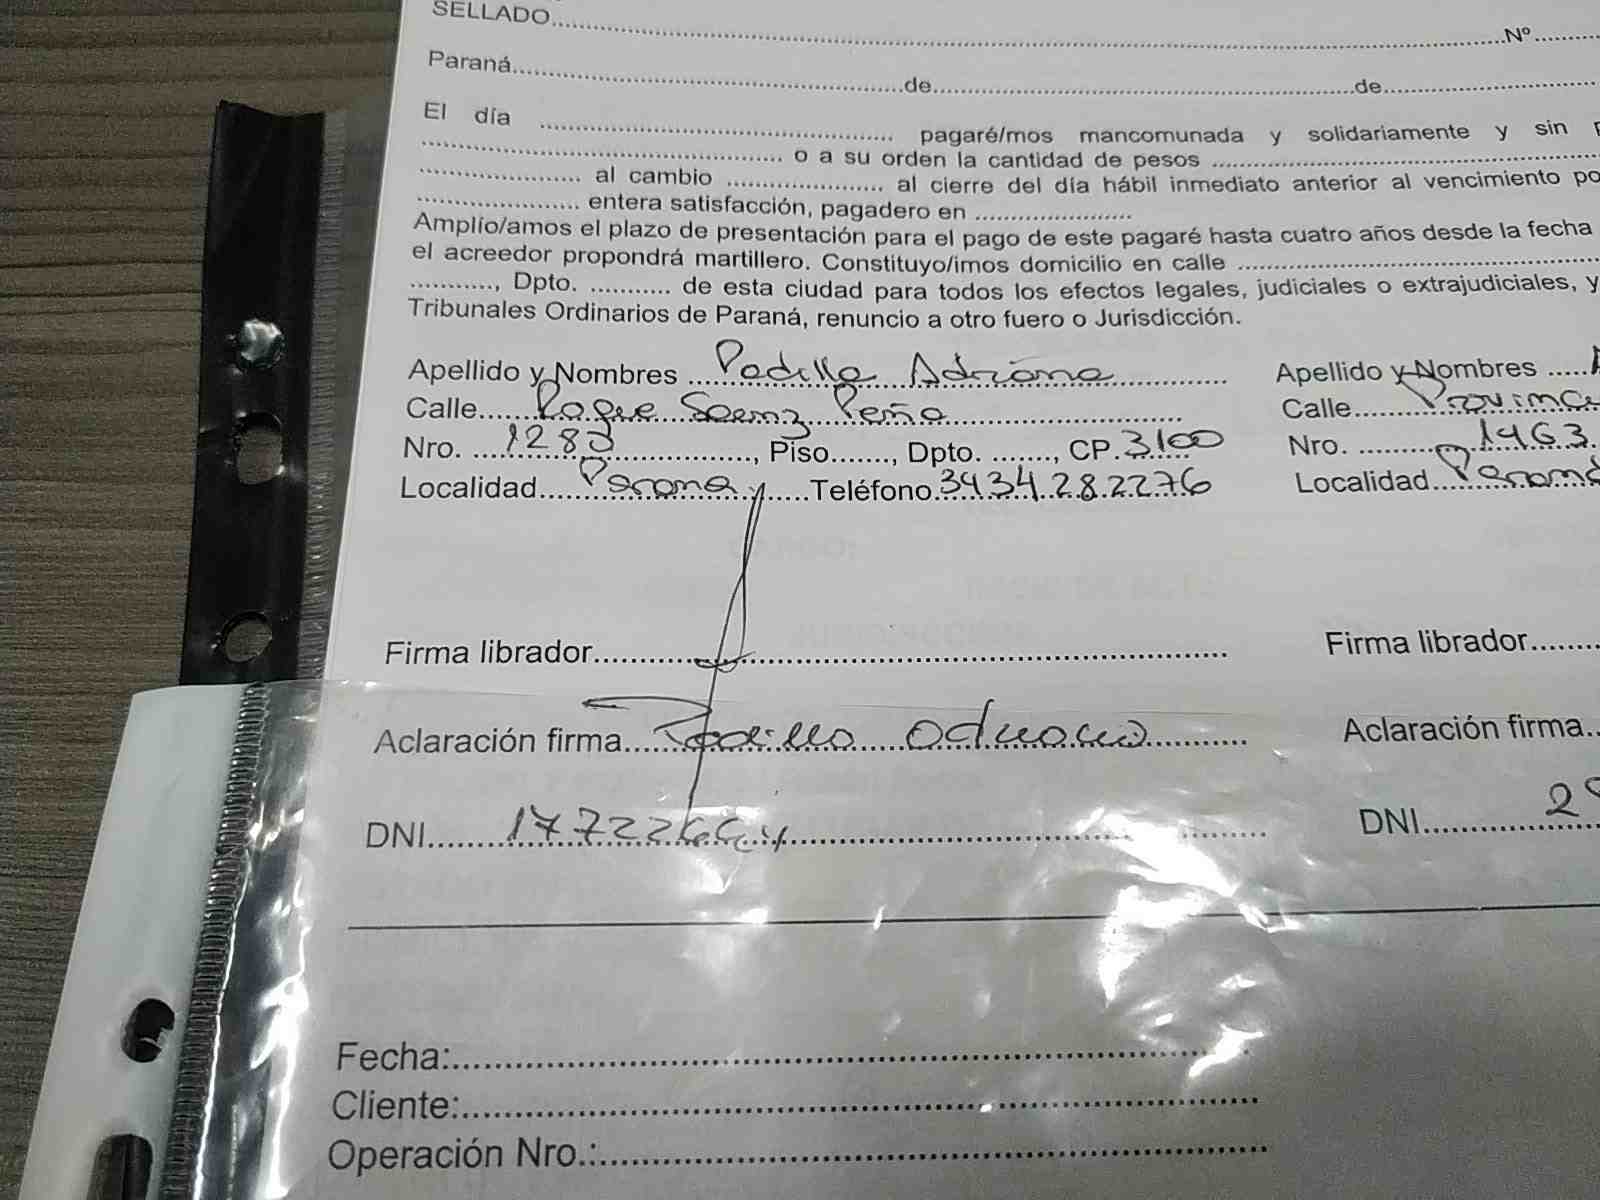 SELLADO.....Nº.....
Paraná.....de.....de.....
El día ..... pagaré/mos mancomunada y solidariamente y sin
..... o a su orden la cantidad de pesos .....
..... al cambio ..... al cierre del día hábil inmediato anterior al vencimiento
..... entera satisfacción, pagadero en .....
Amplío/amos el plazo de presentación para el pago de este pagaré hasta cuatro años desde la fecha
el acreedor propondrá martillero. Constituyo/imos domicilio en calle .....
....., Dpto. ..... de esta ciudad para todos los efectos legales, judiciales o extrajudiciales, y
Tribunales Ordinarios de Paraná, renuncio a otro fuero o Jurisdicción.
Apellido y Nombres Padilla Adriana Apellido y Nombres
Calle Roque Saenz Peña Calle
Nro. Piso......., Dpto. ......., CP. 3100 Nro. 1463
Localidad Parana Teléfono 3434282276 Localidad Paraná
Firma librador..... Firma librador.....
Aclaración firma Padilla Adriana Aclaración firma
DNI DNI
Fecha:.....
Cliente:.....
Operación Nro.:.....